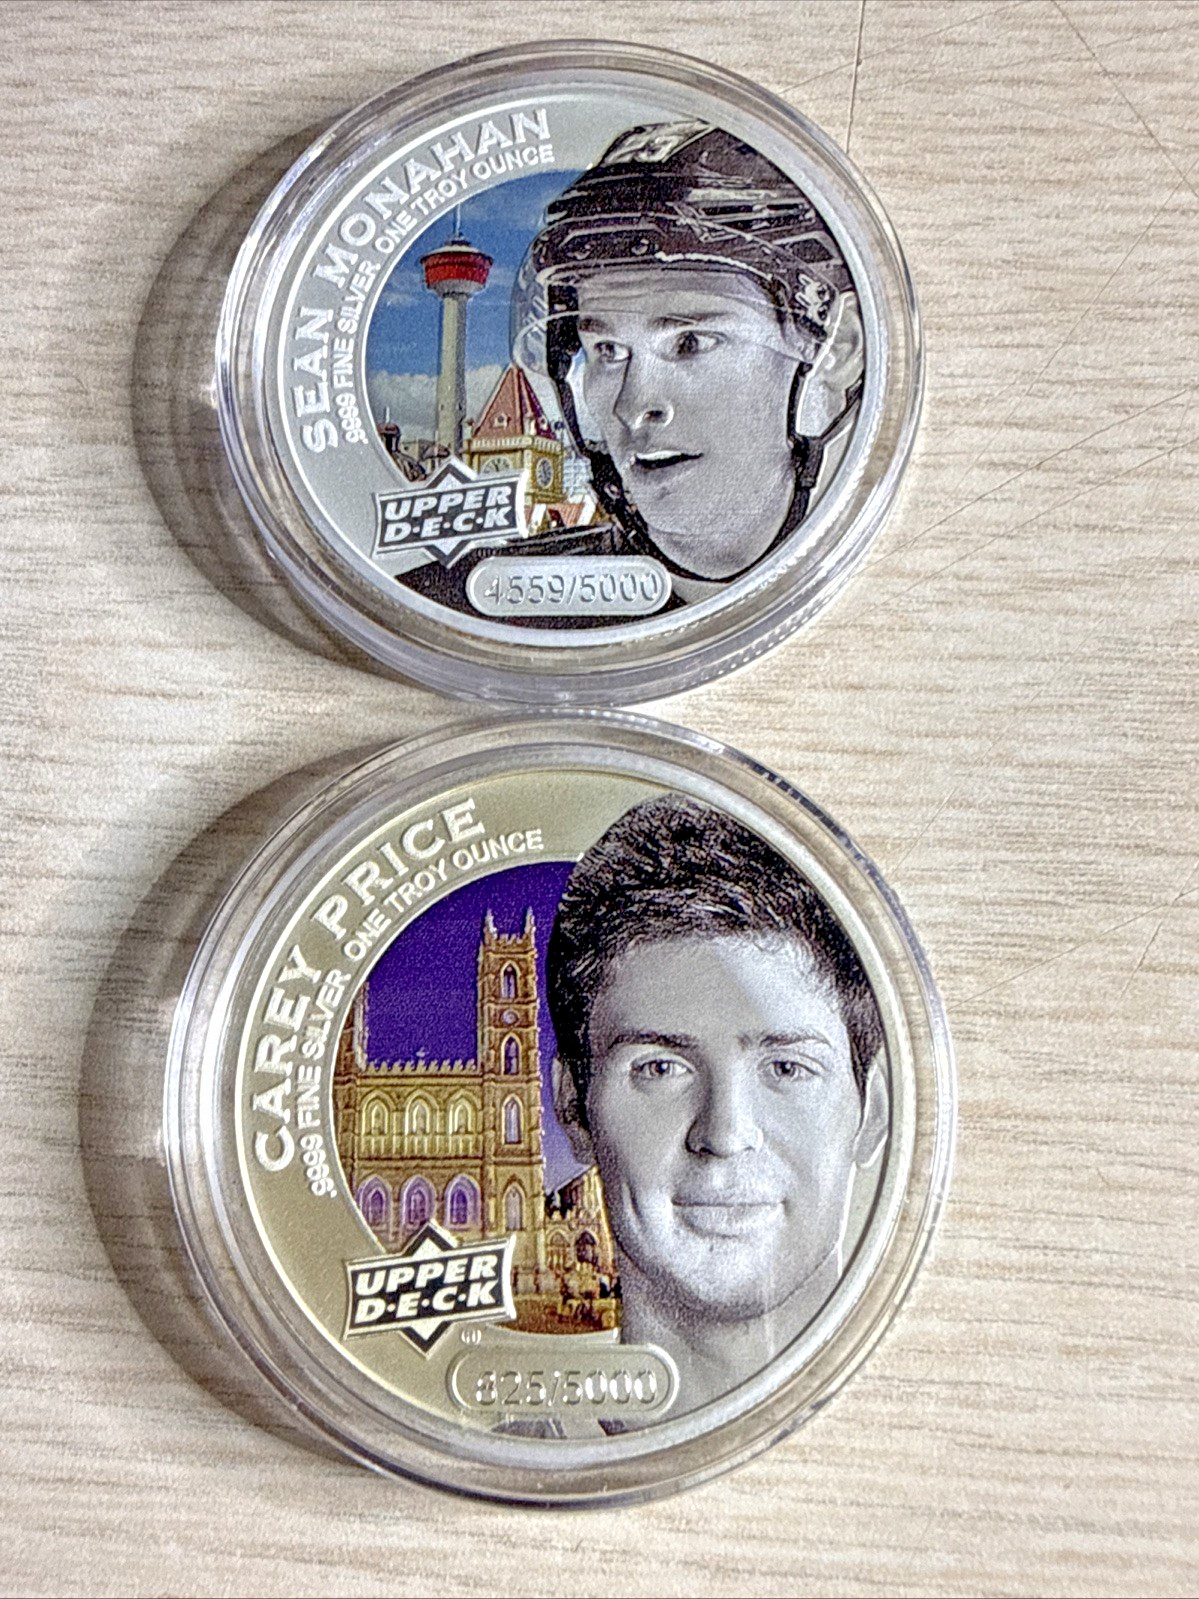 SEAN MONAHAN
.9999 FINE SILVER ONE TROY OUNCE
23
UPPER
D·E·C·K
4559/5000
CAREY PRICE
.9999 FINE SILVER ONE TROY OUNCE
UPPER
D·E·C·K
825/5000